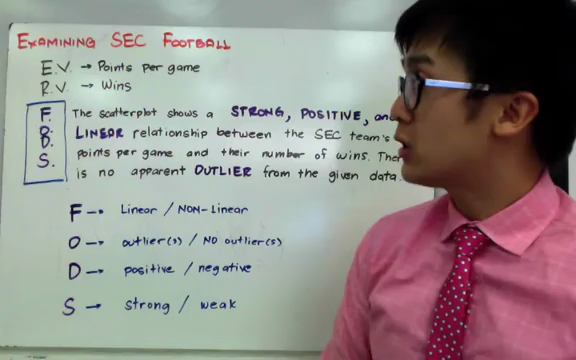 EXAMINING SEC FOOTBALL
E.V. → Points per game
R.V. → Wins
F. The scatterplot shows a STRONG, POSITIVE, and
O. LINEAR relationship between the SEC team's
D.
S. points per game and their number of wins. Ther
is no apparent OUTLIER from the given data.
F → Linear / NON-Linear
O → outlier(s) / NO outlier(s)
D → positive / negative
S → strong / weak